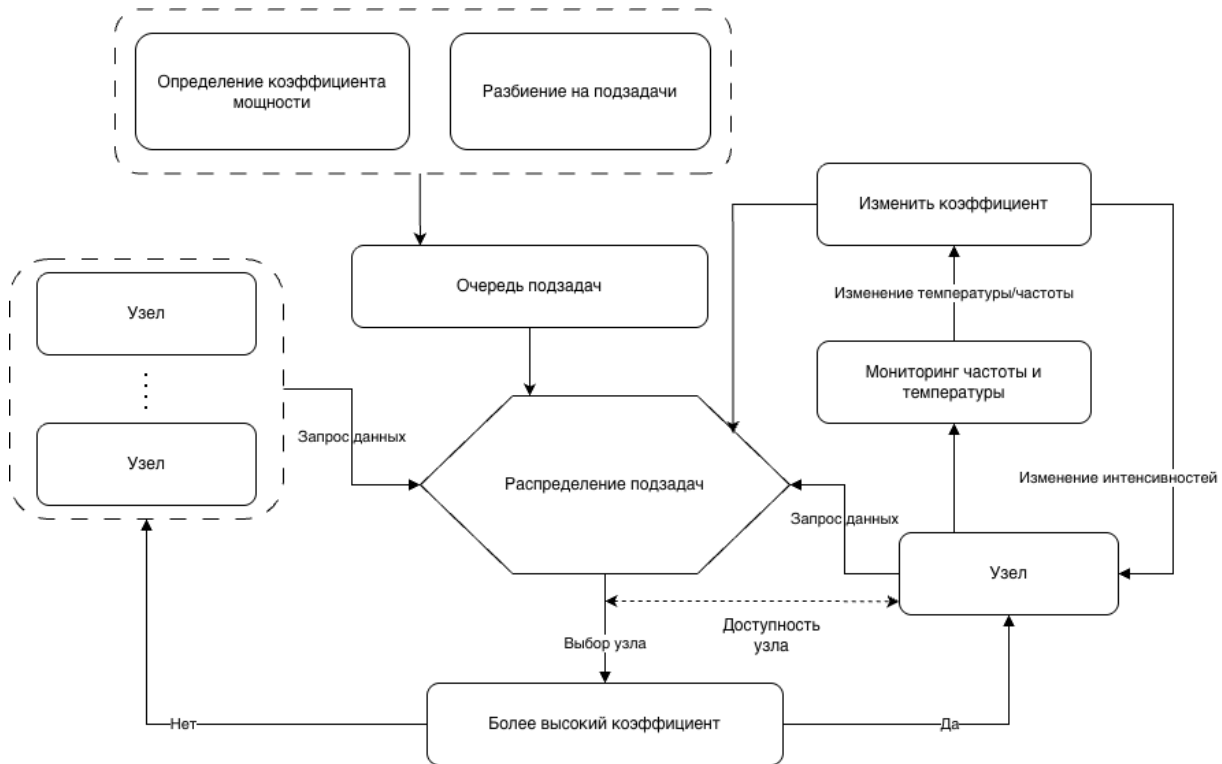 Определение коэффициента
мощности
Разбиение на подзадачи
Изменить коэффициент
Очередь подзадач
Изменение температуры/частоты
Узел
Мониторинг частоты и
температуры
Узел
Запрос данных
Распределение подзадач
Изменение интенсивностей
Запрос данных
Узел
Доступность
узла
Выбор узла
Более высокий коэффициент
Нет
Да